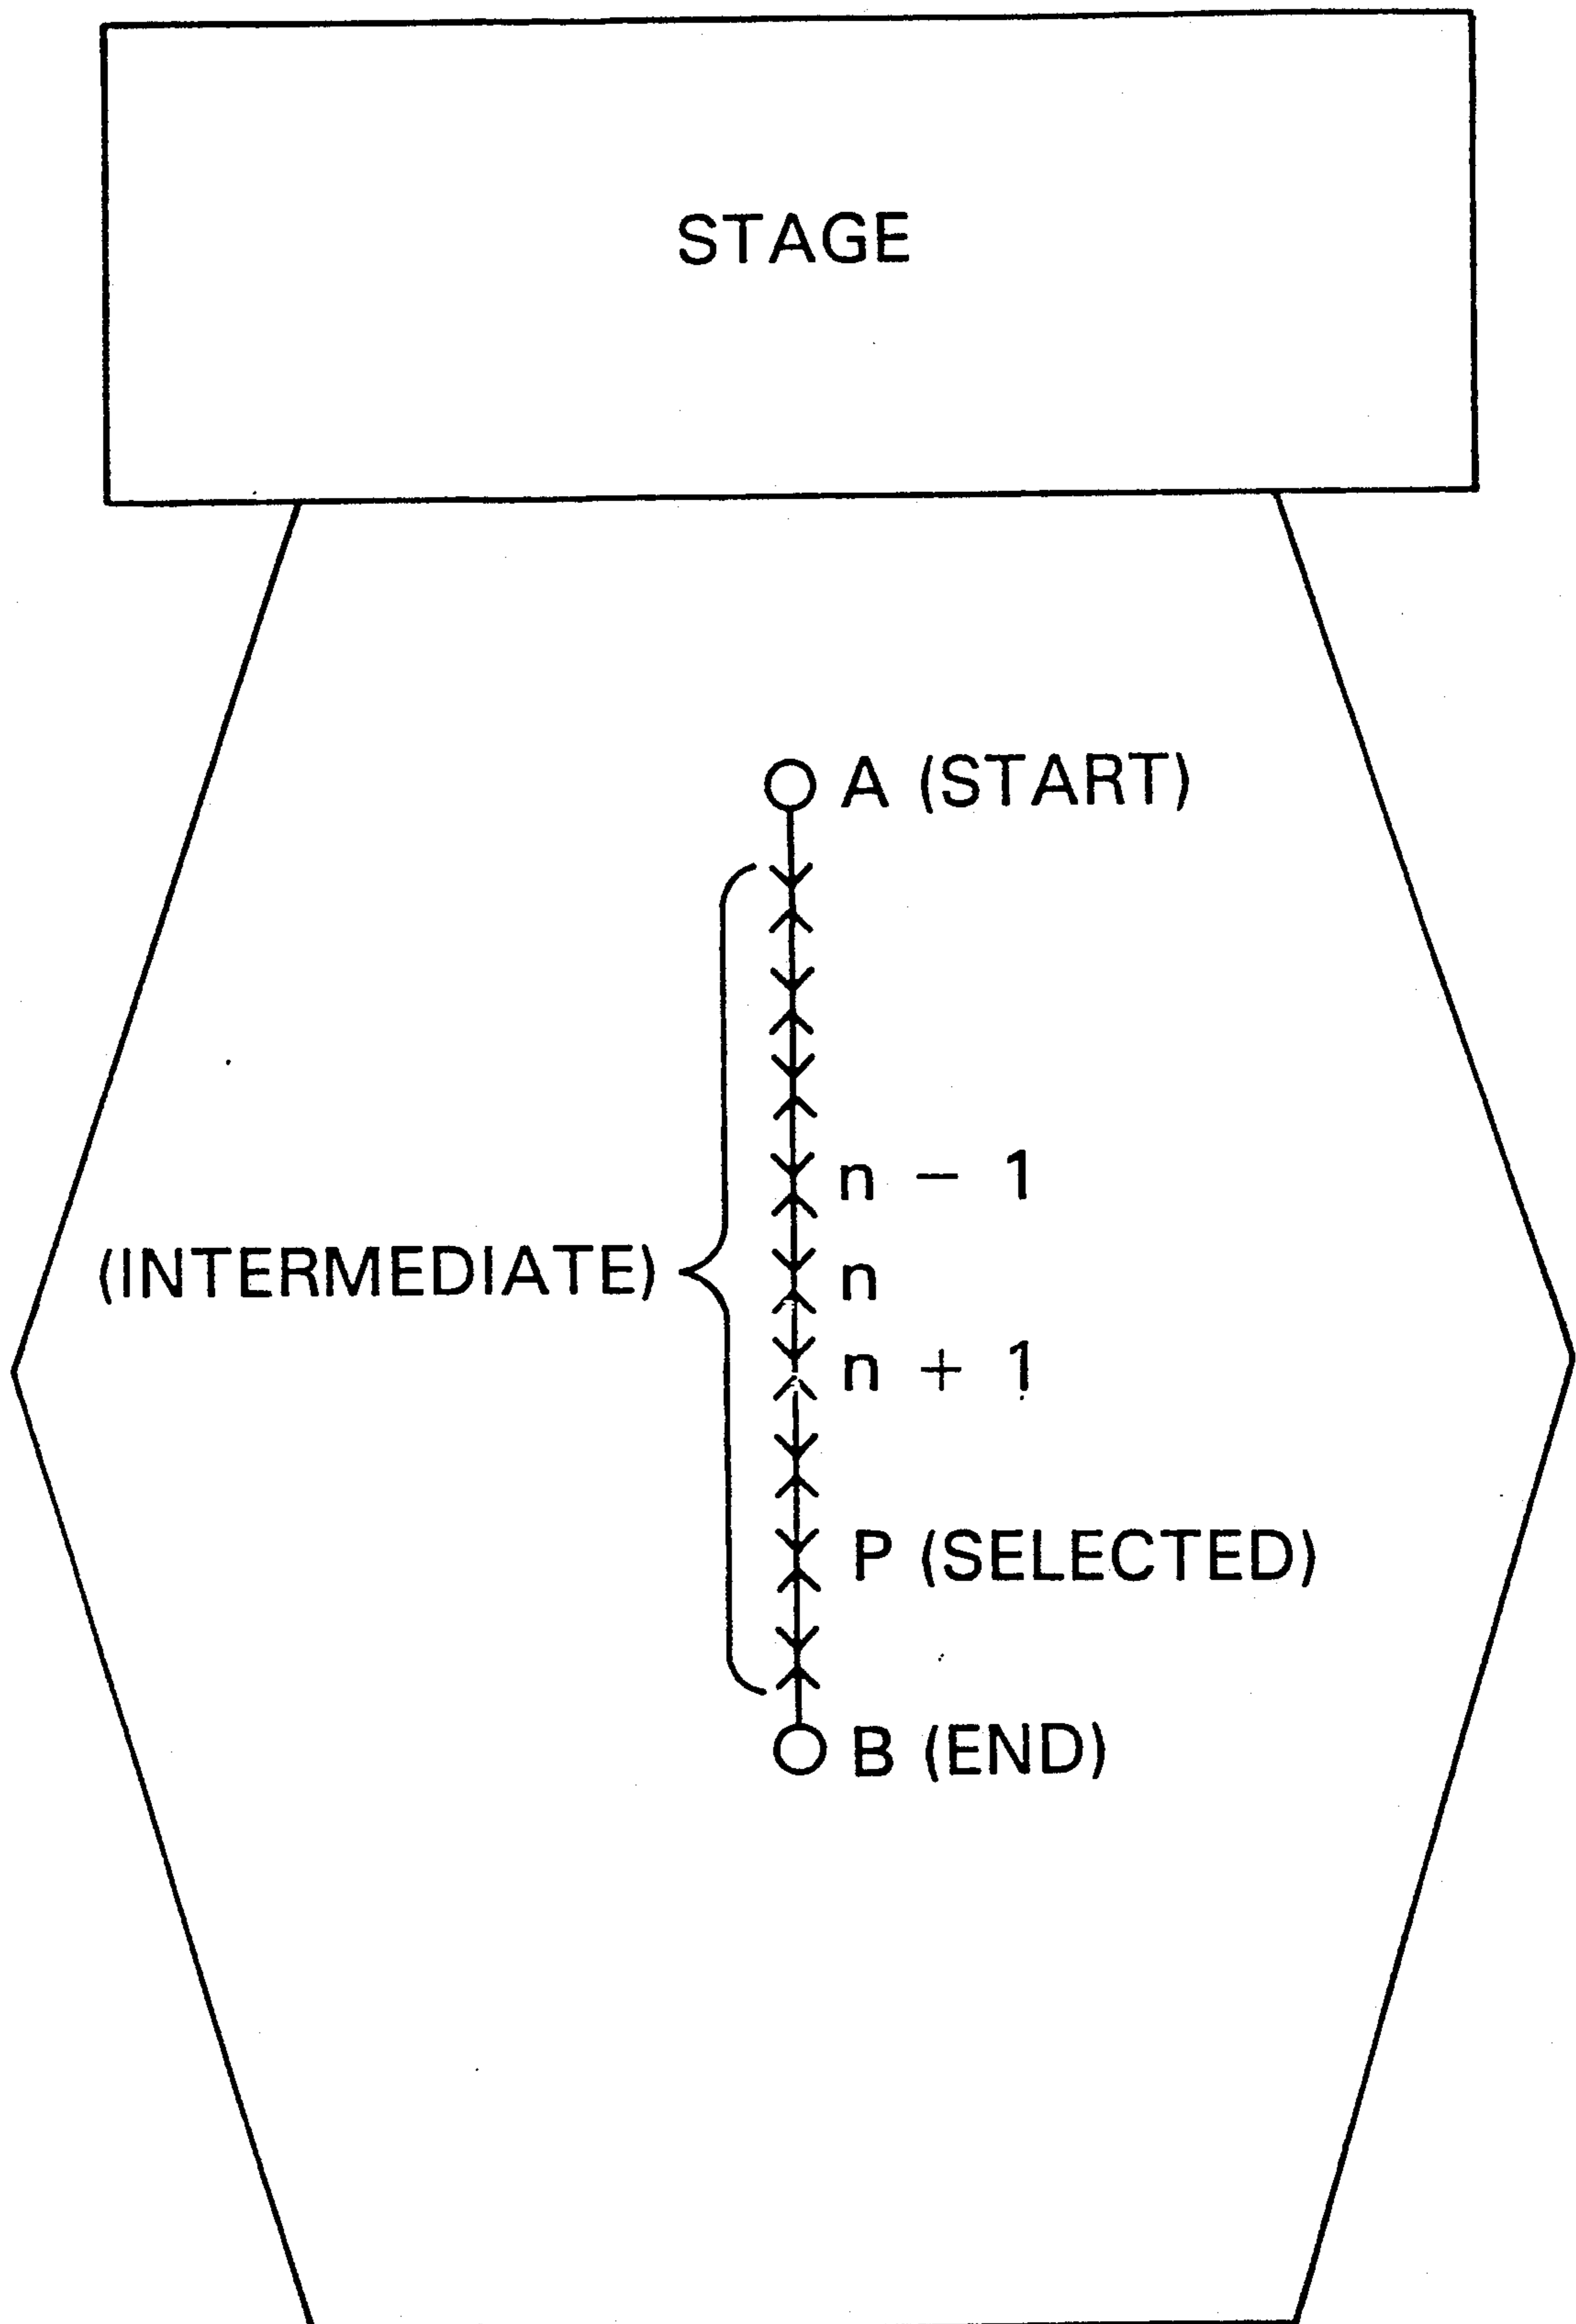 STAGE
A (START)
n − 1
(INTERMEDIATE)
n
n + 1
P (SELECTED)
B (END)